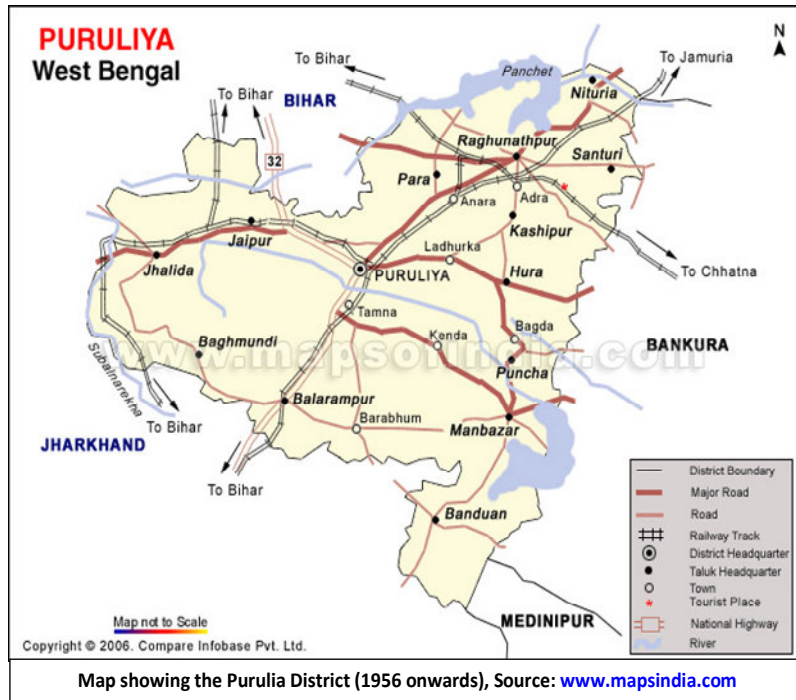 PURULIYA
West Bengal
N
To Bihar
To Jamuria
Panchet
Nituria
To Bihar
To Bihar
BIHAR
32
Raghunathpur
Santuri
Para
Anara
Adra
Kashipur
Jaipur
Ladhurka
Jhalida
PURULIYA
Hura
To Chhatna
Tamna
Kenda
Bagda
BANKURA
Baghmundi
www.mapsofindia.com
Puncha
Subalnarekha
Balarampur
Barabhum
Manbazar
To Bihar
JHARKHAND
To Bihar
Banduan
MEDINIPUR
District Boundary
Major Road
Road
Railway Track
District Headquarter
Taluk Headquarter
Town
Tourist Place
National Highway
River
Map not to Scale
Copyright © 2006. Compare Infobase Pvt. Ltd.
Map showing the Purulia District (1956 onwards), Source: www.mapsindia.com